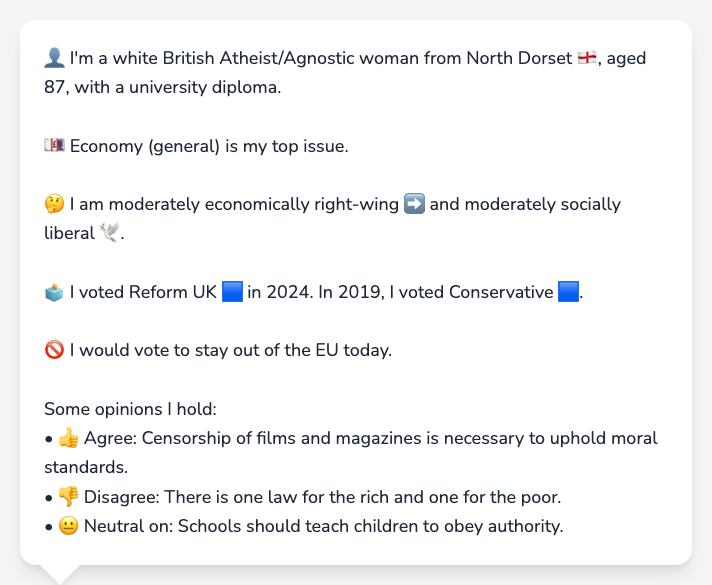 👤 I'm a white British Atheist/Agnostic woman from North Dorset 🏴󠁧󠁢󠁥󠁮󠁧󠁿, aged
87, with a university diploma.
💷 Economy (general) is my top issue.
🤔 I am moderately economically right-wing ➡️ and moderately socially
liberal 🕊️.
🗳️ I voted Reform UK 🟦 in 2024. In 2019, I voted Conservative 🟦.
🚫 I would vote to stay out of the EU today.
Some opinions I hold:
• 👍 Agree: Censorship of films and magazines is necessary to uphold moral
standards.
• 👎 Disagree: There is one law for the rich and one for the poor.
• 😐 Neutral on: Schools should teach children to obey authority.